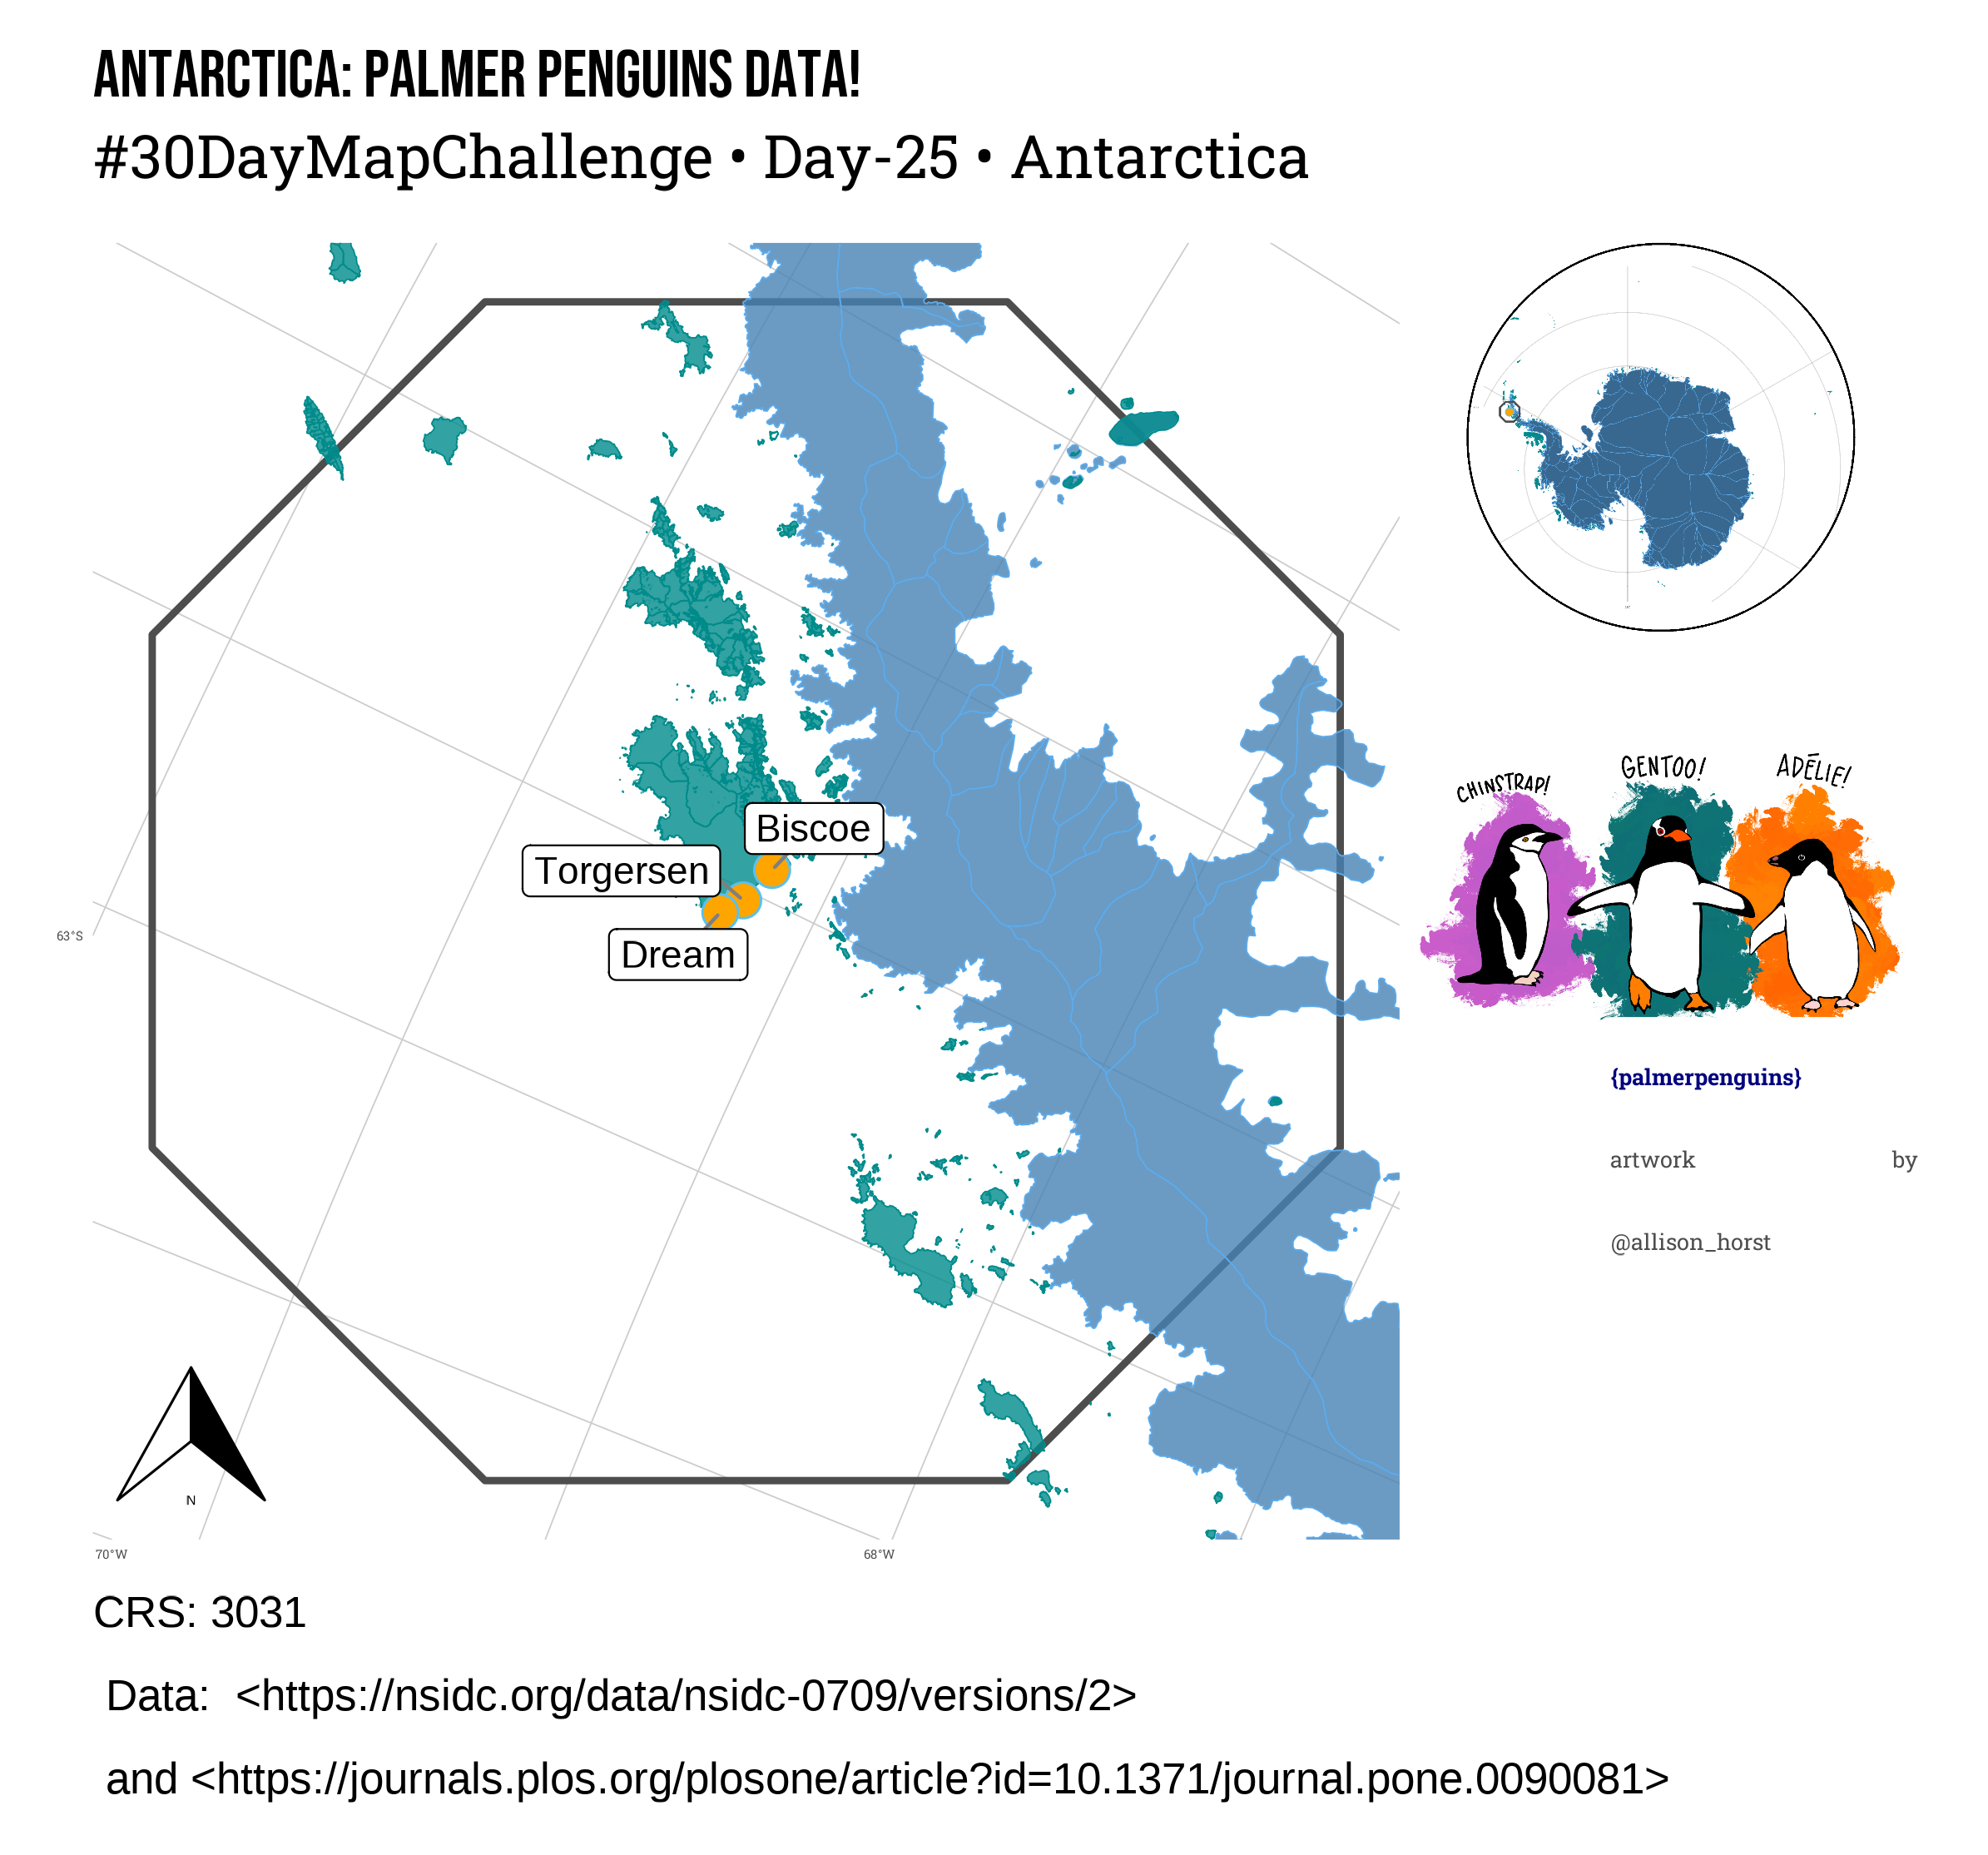 ANTARCTICA: PALMER PENGUINS DATA!
#30DayMapChallenge • Day-25 • Antarctica
Biscoe
Torgersen
Dream
63°S
N
70°W
68°W
CHINSTRAP!
GENTOO!
ADÉLIE!
{palmerpenguins}
artwork by
@allison_horst
CRS: 3031
Data: <https://nsidc.org/data/nsidc-0709/versions/2>
and <https://journals.plos.org/plosone/article?id=10.1371/journal.pone.0090081>